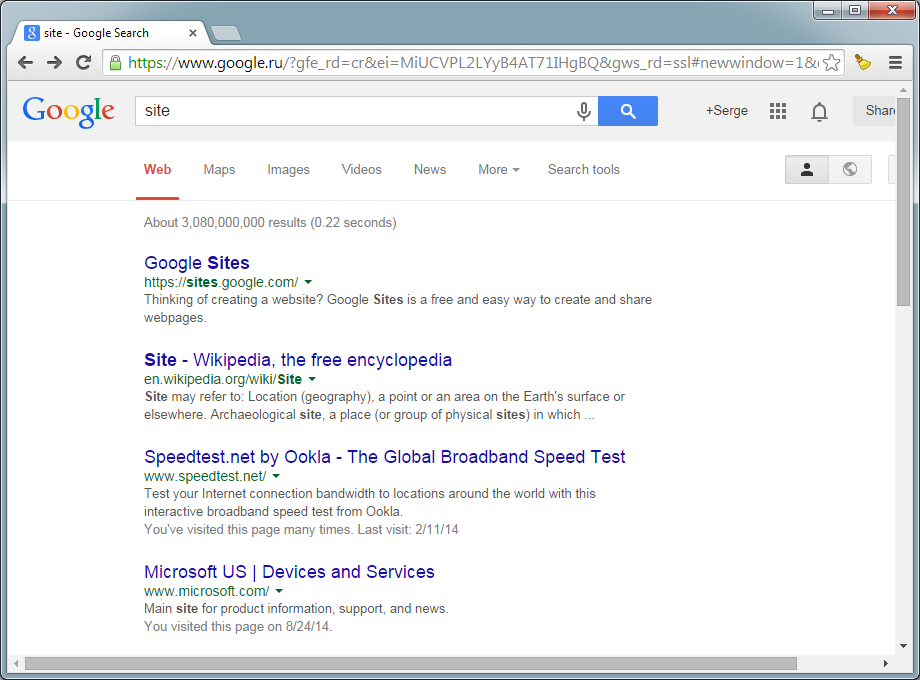 site - Google Search
https://www.google.ru/?gfe_rd=cr&ei=MiUCVPL2LYyB4AT71IHgBQ&gws_rd=ssl#newwindow=1&
Google
site
+Serge
Share
Web
Maps
Images
Videos
News
More
Search tools
About 3,080,000,000 results (0.22 seconds)
Google Sites
https://sites.google.com/
Thinking of creating a website? Google Sites is a free and easy way to create and share
webpages.
Site - Wikipedia, the free encyclopedia
en.wikipedia.org/wiki/Site
Site may refer to: Location (geography), a point or an area on the Earth's surface or
elsewhere. Archaeological site, a place (or group of physical sites) in which ...
Speedtest.net by Ookla - The Global Broadband Speed Test
www.speedtest.net/
Test your Internet connection bandwidth to locations around the world with this
interactive broadband speed test from Ookla.
You've visited this page many times. Last visit: 2/11/14
Microsoft US | Devices and Services
www.microsoft.com/
Main site for product information, support, and news.
You visited this page on 8/24/14.